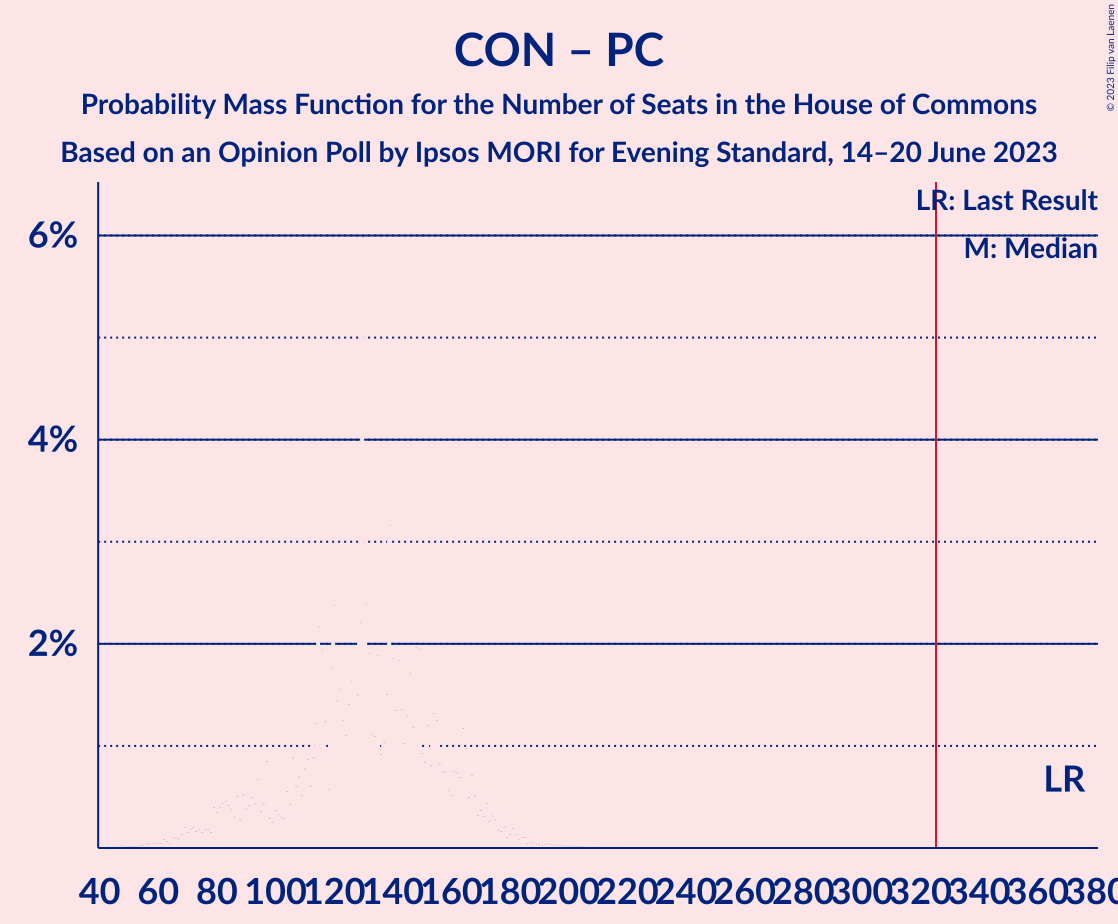 CON – PC
Probability Mass Function for the Number of Seats in the House of Commons
Based on an Opinion Poll by Ipsos MORI for Evening Standard, 14–20 June 2023
© 2023 Filip van Laenen
LR: Last Result
M: Median
6%
4%
2%
LR
40 60 80 100 120 140 160 180 200 220 240 260 280 300 320 340 360 380